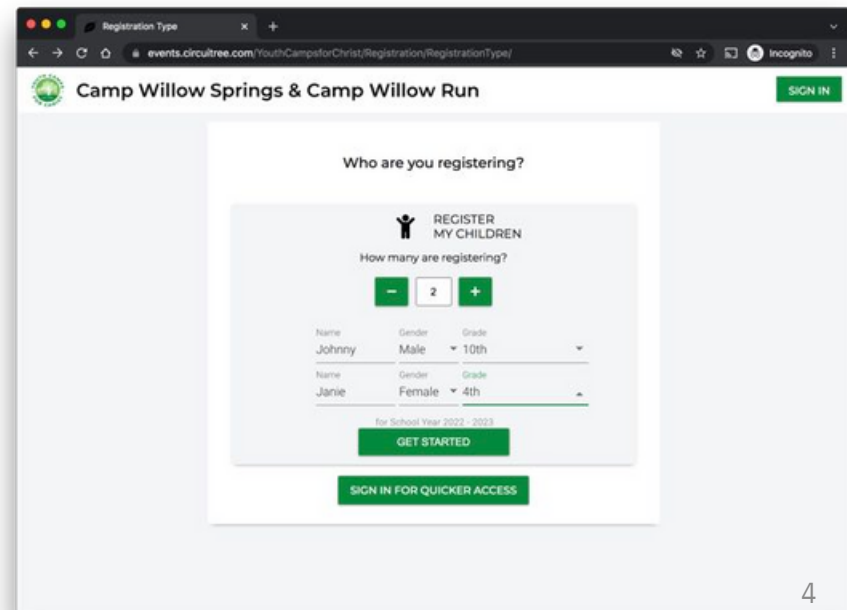 Registration Type
events.circuitree.com/YouthCampsforChrist/Registration/RegistrationType/
Incognito
Camp Willow Springs & Camp Willow Run
SIGN IN
Who are you registering?
REGISTER
MY CHILDREN
How many are registering?
− 2 +
Name Gender Grade
Johnny Male 10th
Name Gender Grade
Janie Female 4th
for School Year 2022 - 2023
GET STARTED
SIGN IN FOR QUICKER ACCESS
4